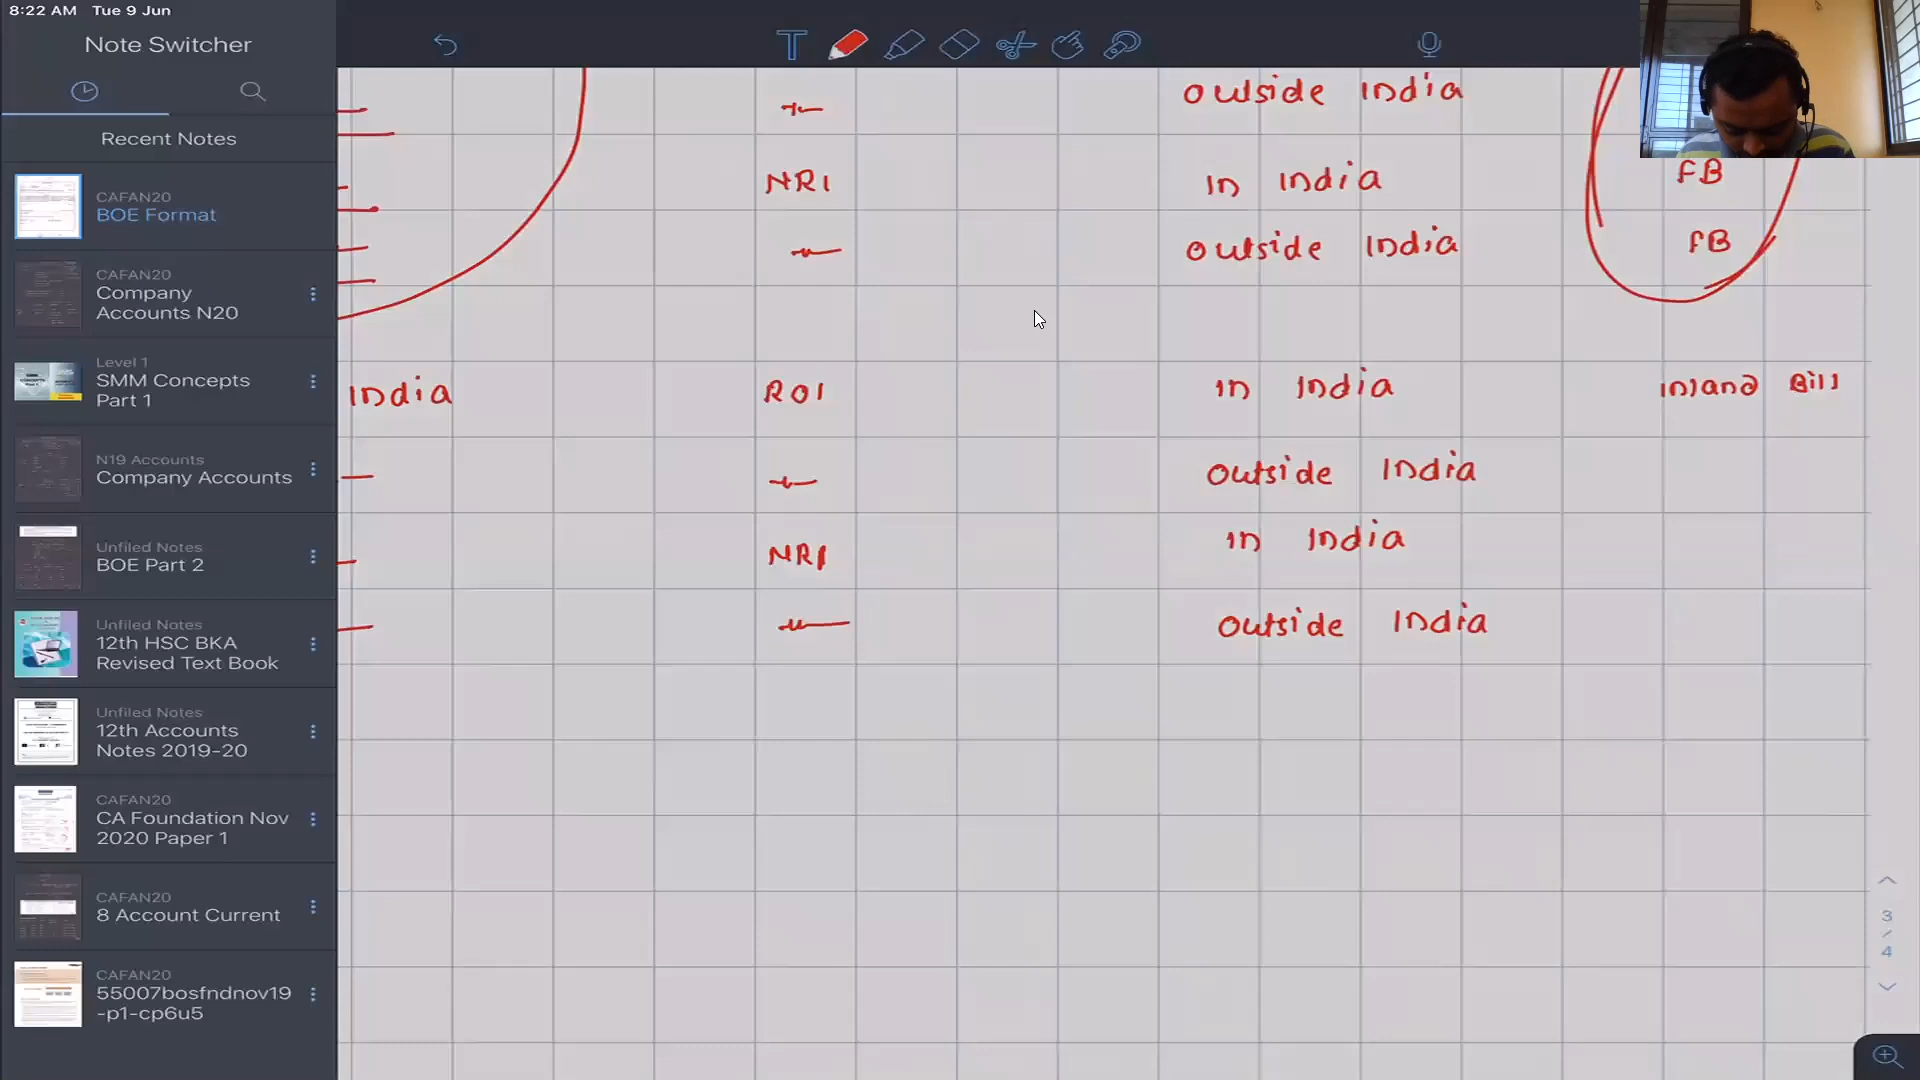 8:22 AM Tue 9 Jun
Note Switcher
Recent Notes
CAFAN20
BOE Format
CAFAN20
Company
Accounts N20
Level 1
SMM Concepts
Part 1
N19 Accounts
Company Accounts
Unfiled Notes
BOE Part 2
Unfiled Notes
12th HSC BKA
Revised Text Book
Unfiled Notes
12th Accounts
Notes 2019-20
CAFAN20
CA Foundation Nov
2020 Paper 1
CAFAN20
8 Account Current
CAFAN20
55007bosfndnov19
-p1-cp6u5
T
outside India
NRI In India FB
outside India FB
India ROI In India Inland Bill
Outside India
NRI In India
Outside India
3
/
4